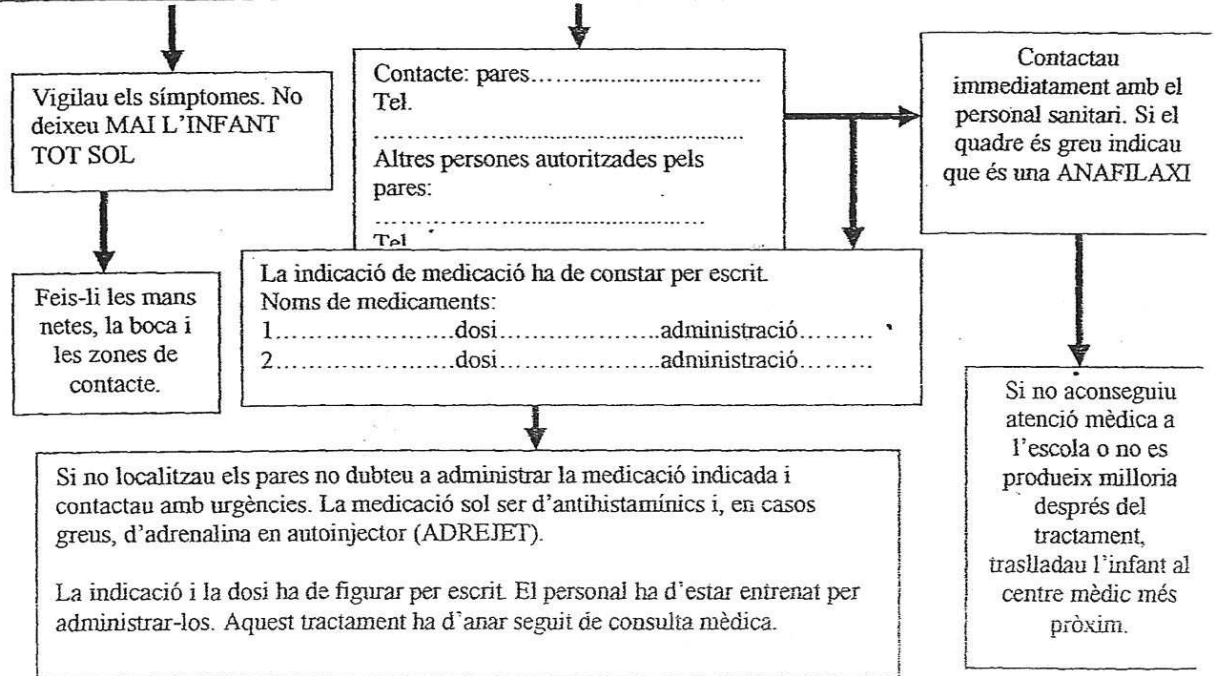 Vigilau els símptomes. No
deixeu MAI L'INFANT
TOT SOL
Feis-li les mans
netes, la boca i
les zones de
contacte.
Contacte: pares..................................
Tel.
.....................................................
Altres persones autoritzades pels
pares:
................................................
Tel
La indicació de medicació ha de constar per escrit.
Noms de medicaments:
1.........................dosi.........................administració.........
2.........................dosi.........................administració.........
Si no localitzau els pares no dubteu a administrar la medicació indicada i
contactau amb urgències. La medicació sol ser d'antihistamínics i, en casos
greus, d'adrenalina en autoinjector (ADREJET).
La indicació i la dosi ha de figurar per escrit. El personal ha d'estar entrenat per
administrar-los. Aquest tractament ha d'anar seguit de consulta mèdica.
Contactau
immediatament amb el
personal sanitari. Si el
quadre és greu indicau
que és una ANAFILAXI
Si no aconseguiu
atenció mèdica a
l'escola o no es
produeix milloria
després del
tractament,
traslladau l'infant al
centre mèdic més
pròxim.